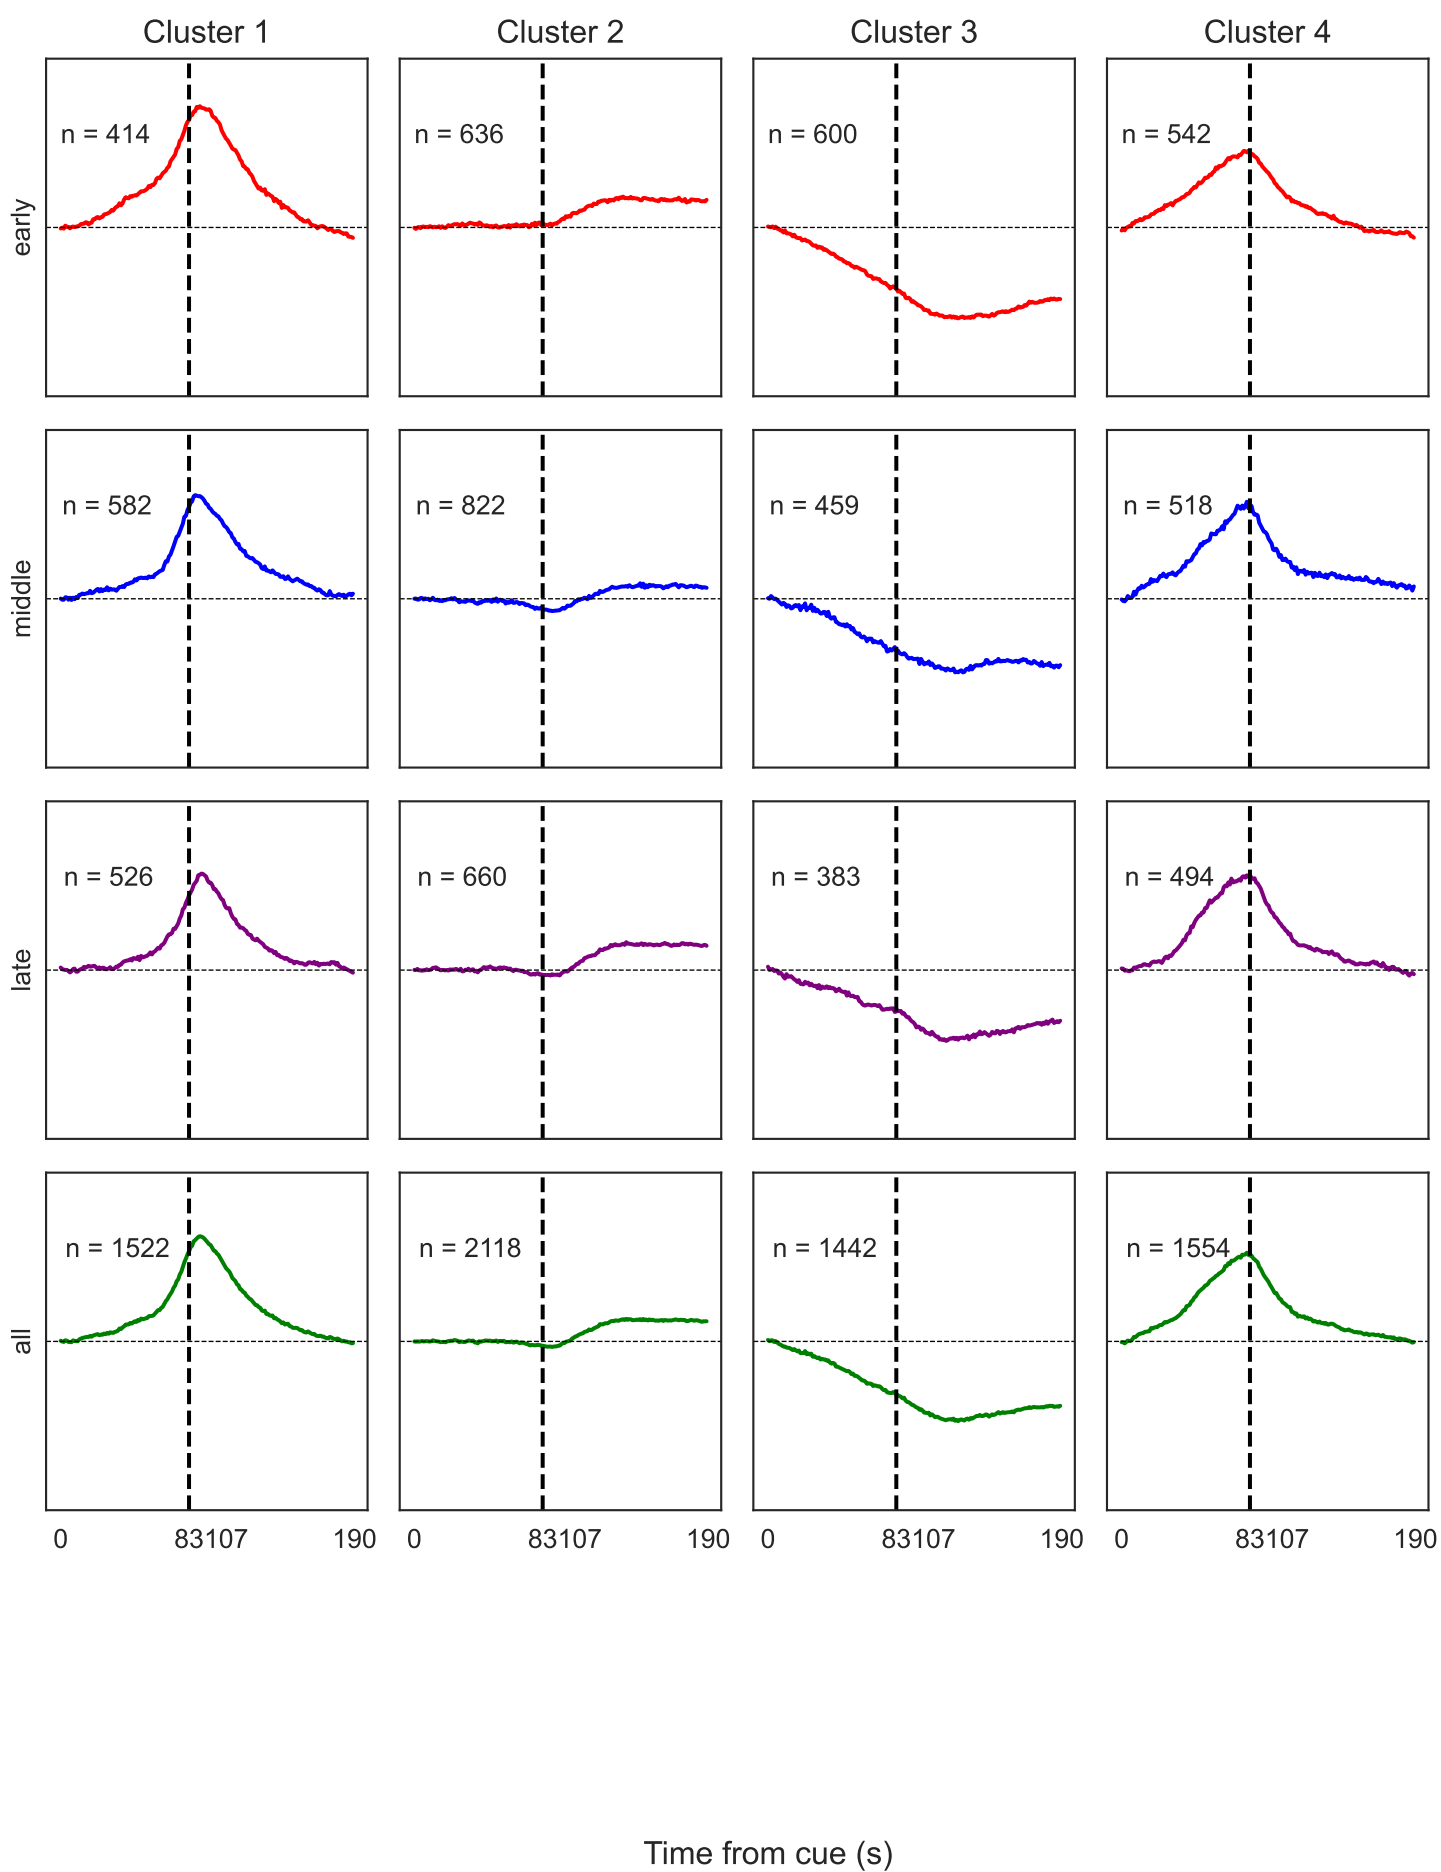 Cluster 1 Cluster 2 Cluster 3 Cluster 4
early
n = 414 n = 636 n = 600 n = 542
middle
n = 582 n = 822 n = 459 n = 518
late
n = 526 n = 660 n = 383 n = 494
all
n = 1522 n = 2118 n = 1442 n = 1554
0 83107 190 0 83107 190 0 83107 190 0 83107 190
Time from cue (s)